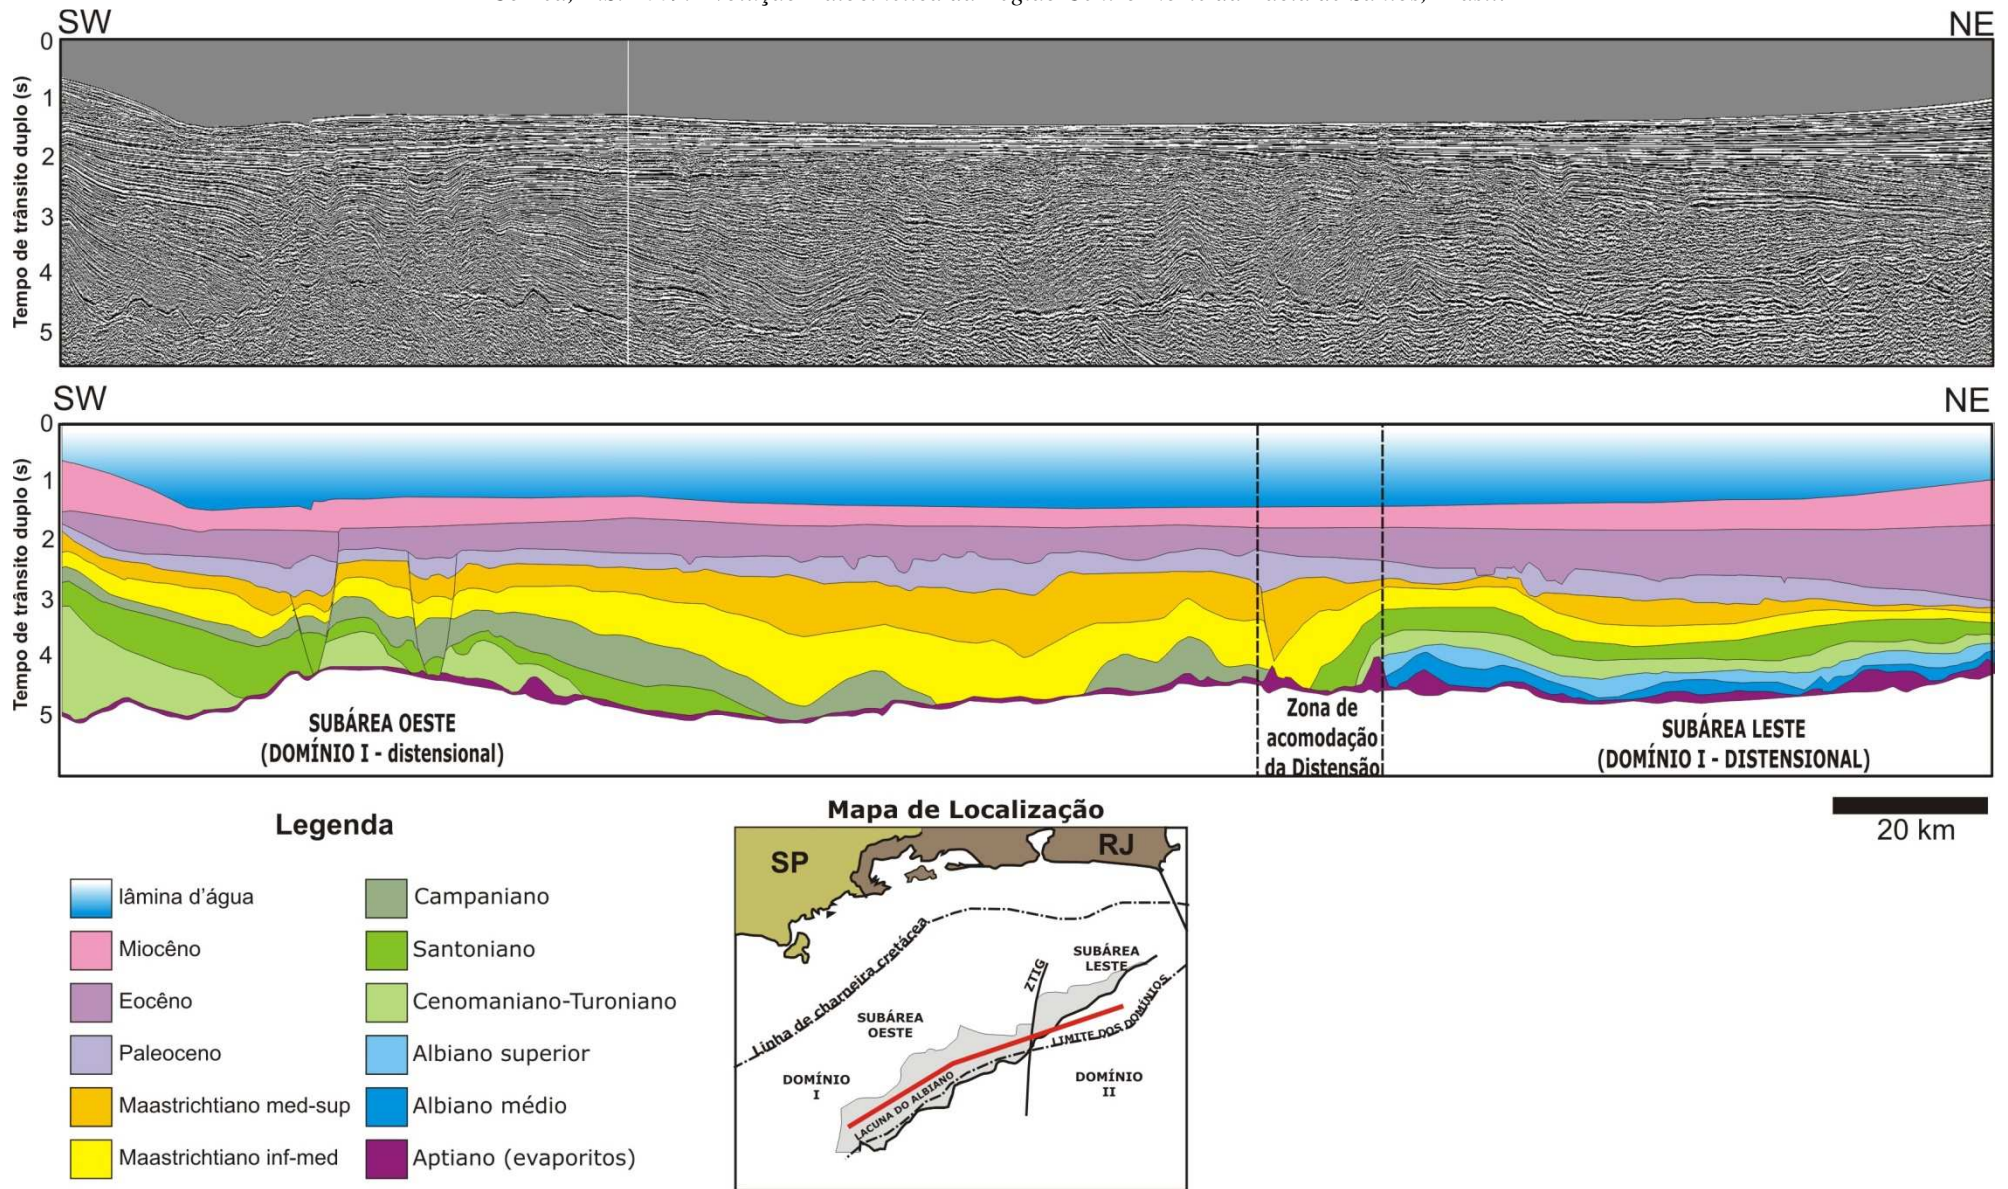 SW
NE
Tempo de trânsito duplo (s)
0
1
2
3
4
5
SW
NE
Tempo de trânsito duplo (s)
0
1
2
3
4
5
SUBÁREA OESTE
(DOMÍNIO I - distensional)
Zona de
acomodação
da Distensão
SUBÁREA LESTE
(DOMÍNIO I - DISTENSIONAL)
20 km
Legenda
lâmina d'água
Miocêno
Eocêno
Paleoceno
Maastrichtiano med-sup
Maastrichtiano inf-med
Campaniano
Santoniano
Cenomaniano-Turoniano
Albiano superior
Albiano médio
Aptiano (evaporitos)
Mapa de Localização
SP
RJ
Linha de charneira cretácea
SUBÁREA
LESTE
ZTIG
SUBÁREA
OESTE
LIMITE DOS DOMÍNIOS
DOMÍNIO
I
LACUNA DO ALBIANO
DOMÍNIO
II